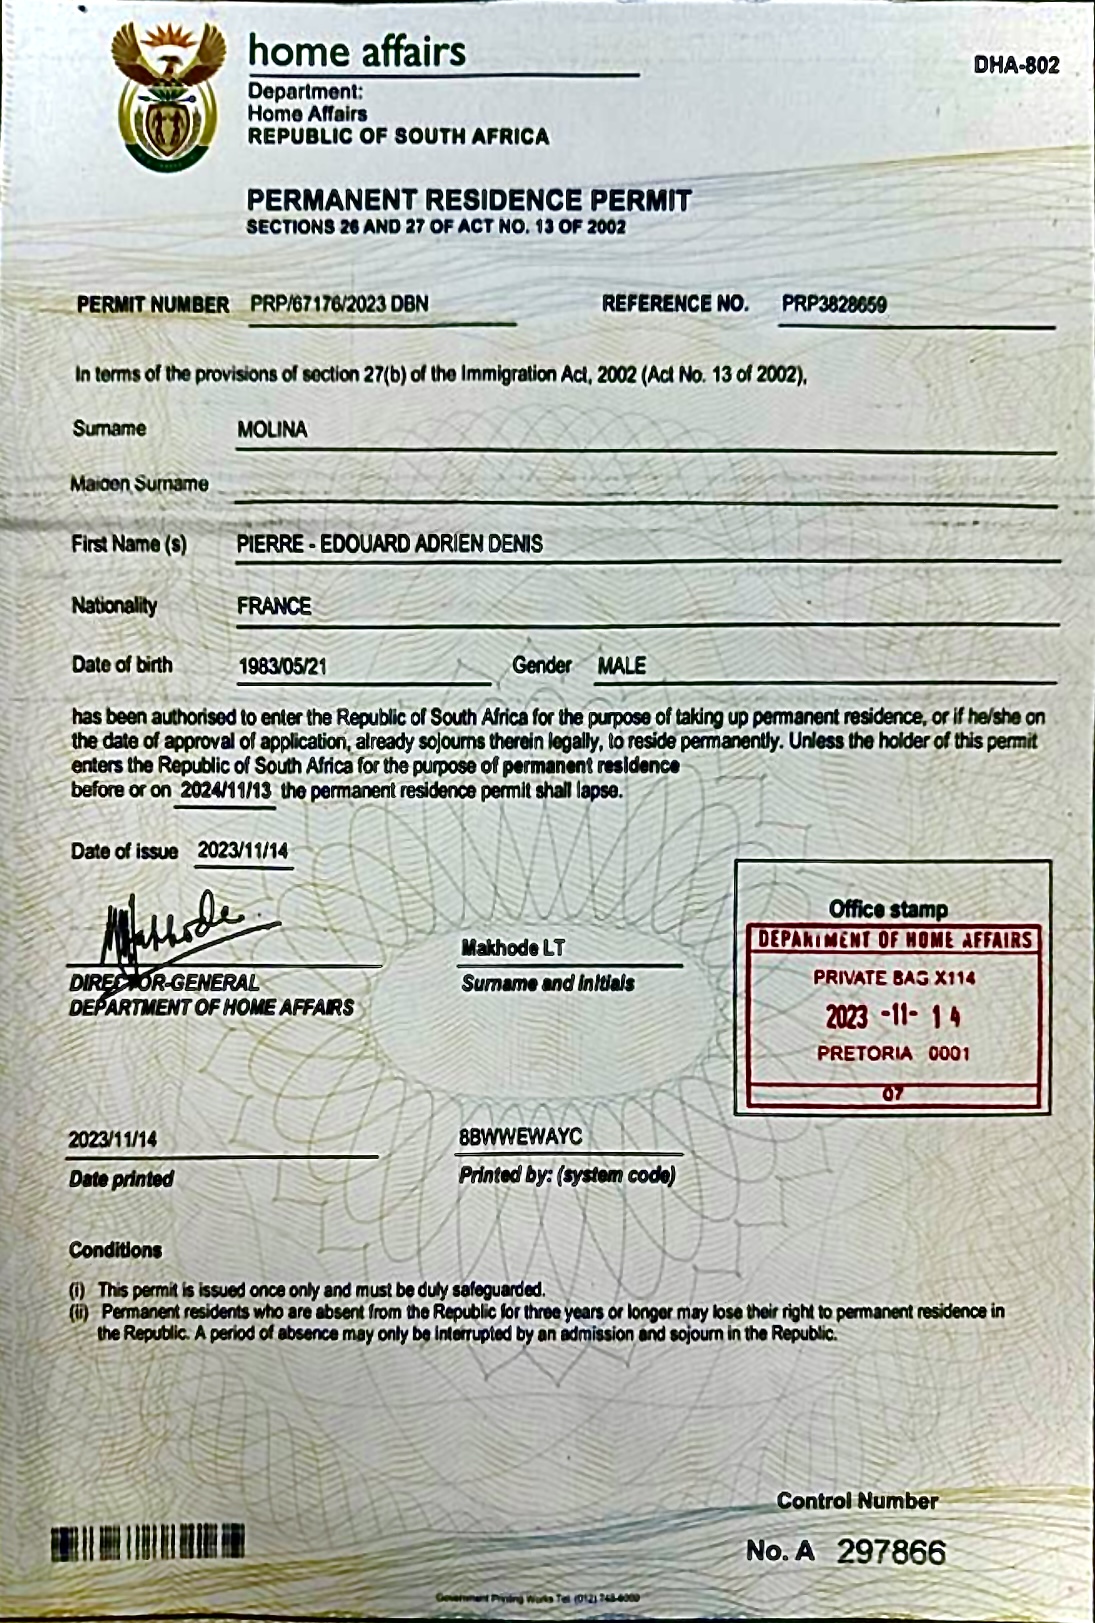 home affairs
DHA-802
Department:
Home Affairs
REPUBLIC OF SOUTH AFRICA
PERMANENT RESIDENCE PERMIT
SECTIONS 26 AND 27 OF ACT NO. 13 OF 2002
PERMIT NUMBER PRP/67176/2023 DBN REFERENCE NO. PRP3828659
In terms of the provisions of section 27(b) of the Immigration Act, 2002 (Act No. 13 of 2002),
Surname MOLINA
Maiden Surname
First Name (s) PIERRE - EDOUARD ADRIEN DENIS
Nationality FRANCE
Date of birth 1983/05/21 Gender MALE
has been authorised to enter the Republic of South Africa for the purpose of taking up permanent residence, or if he/she on
the date of approval of application, already sojourns therein legally, to reside permanently. Unless the holder of this permit
enters the Republic of South Africa for the purpose of permanent residence
before or on 2024/11/13 the permanent residence permit shall lapse.
Date of issue 2023/11/14
Makhode
DIRECTOR-GENERAL
DEPARTMENT OF HOME AFFAIRS
Makhode LT
Surname and initials
Office stamp
DEPARTMENT OF HOME AFFAIRS
PRIVATE BAG X114
2023 -11- 14
PRETORIA 0001
07
2023/11/14
Date printed
8BWWEWAYC
Printed by: (system code)
Conditions
(i) This permit is issued once only and must be duly safeguarded.
(ii) Permanent residents who are absent from the Republic for three years or longer may lose their right to permanent residence in
the Republic. A period of absence may only be interrupted by an admission and sojourn in the Republic.
Control Number
No. A 297866
Government Printing Works Tel. (012) 748-6000